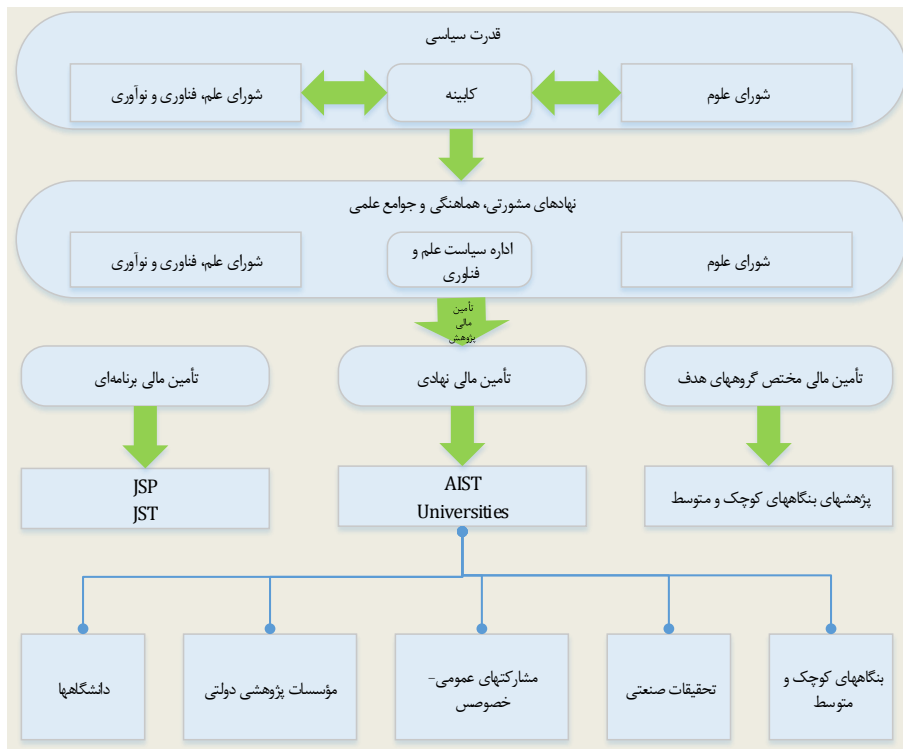 قدرت سیاسی
شورای علوم
کابینه
شورای علم، فناوری و نوآوری
نهادهای مشورتی، هماهنگی و جوامع علمی
شورای علوم
اداره سیاست علم و
فناوری
شورای علم، فناوری و نوآوری
تأمین
مالی
پژوهش
تأمین مالی مختص گروههای هدف
تأمین مالی نهادی
تأمین مالی برنامه‌ای
پژهشهای بنگاههای کوچک و متوسط
AIST
Universities
JSP
JST
بنگاههای کوچک و
متوسط
تحقیقات صنعتی
مشارکتهای عمومی-
خصوصس
مؤسسات پژوهشی دولتی
دانشگاهها